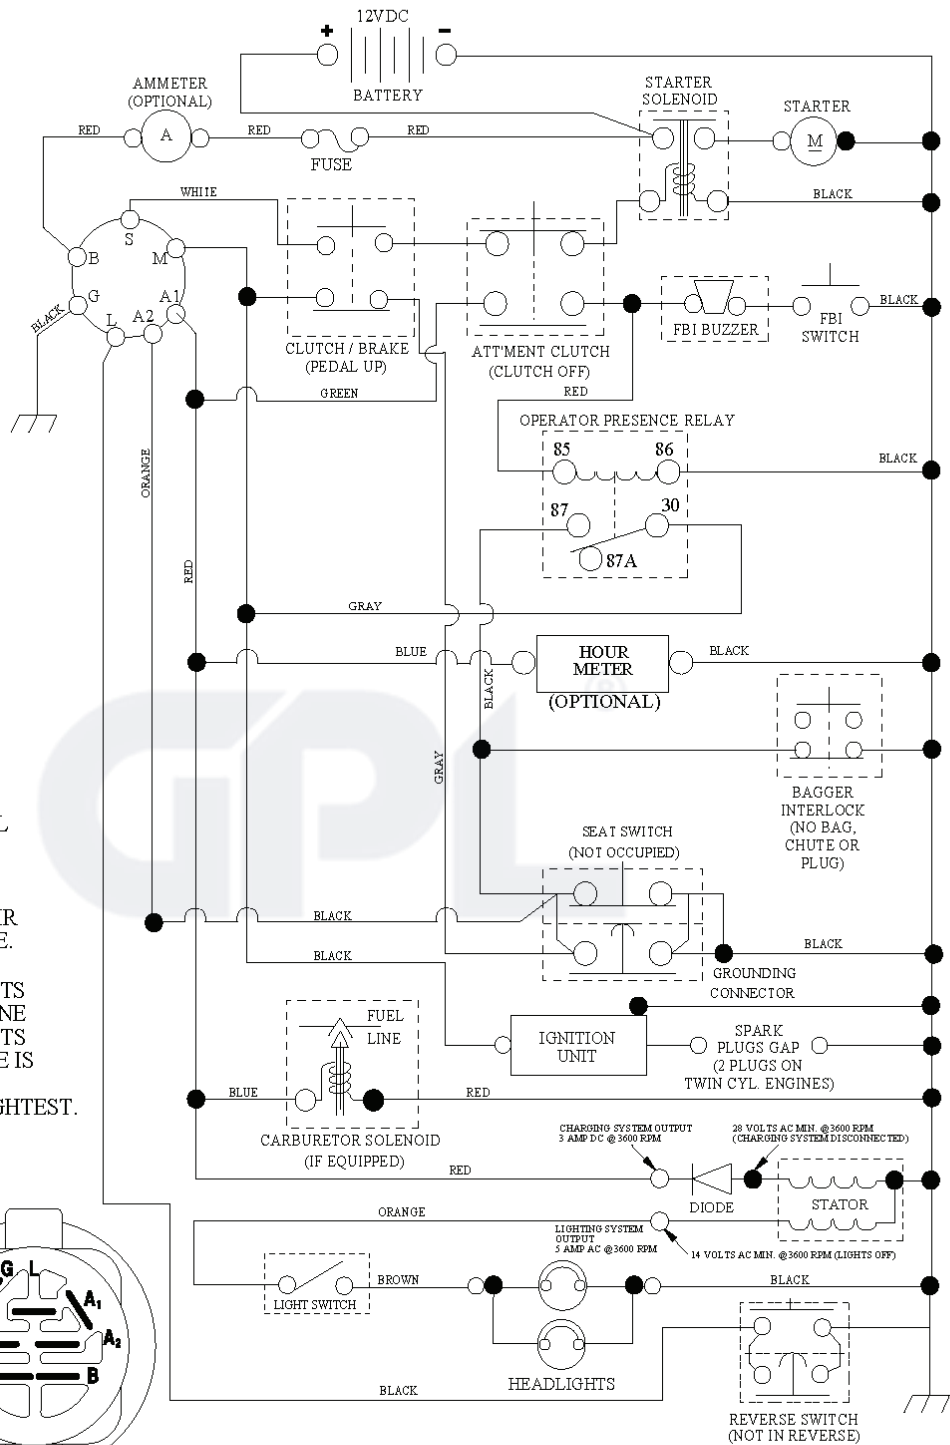 12VDC
+
-
BATTERY
AMMETER
(OPTIONAL)
STARTER
SOLENOID
STARTER
RED
A
RED
RED
FUSE
M
WHITE
BLACK
S
B
M
G
A1
L
A2
BLACK
BLACK
FBI BUZZER
FBI
SWITCH
CLUTCH / BRAKE
(PEDAL UP)
ATT'MENT CLUTCH
(CLUTCH OFF)
GREEN
RED
OPERATOR PRESENCE RELAY
85
86
BLACK
ORANGE
87
30
87A
RED
GRAY
BLUE
HOUR
METER
BLACK
(OPTIONAL)
BLACK
GRAY
GPL
BAGGER
INTERLOCK
(NO BAG,
CHUTE OR
PLUG)
L
SEAT SWITCH
(NOT OCCUPIED)
IR
E.
BLACK
BLACK
BLACK
GROUNDING
CONNECTOR
TS
NE
TS
E IS
GHTEST.
FUEL
LINE
IGNITION
UNIT
SPARK
PLUGS GAP
(2 PLUGS ON
TWIN CYL. ENGINES)
BLUE
RED
CARBURETOR SOLENOID
(IF EQUIPPED)
CHARGING SYSTEM OUTPUT
3 AMP DC @ 3600 RPM
28 VOLTS AC MIN. @3600 RPM
(CHARGING SYSTEM DISCONNECTED)
RED
DIODE
STATOR
ORANGE
LIGHTING SYSTEM
OUTPUT
5 AMP AC @3600 RPM
14 VOLTS AC MIN. @3600 RPM (LIGHTS OFF)
G L
A1
A2
B
LIGHT SWITCH
BROWN
BLACK
HEADLIGHTS
BLACK
REVERSE SWITCH
(NOT IN REVERSE)